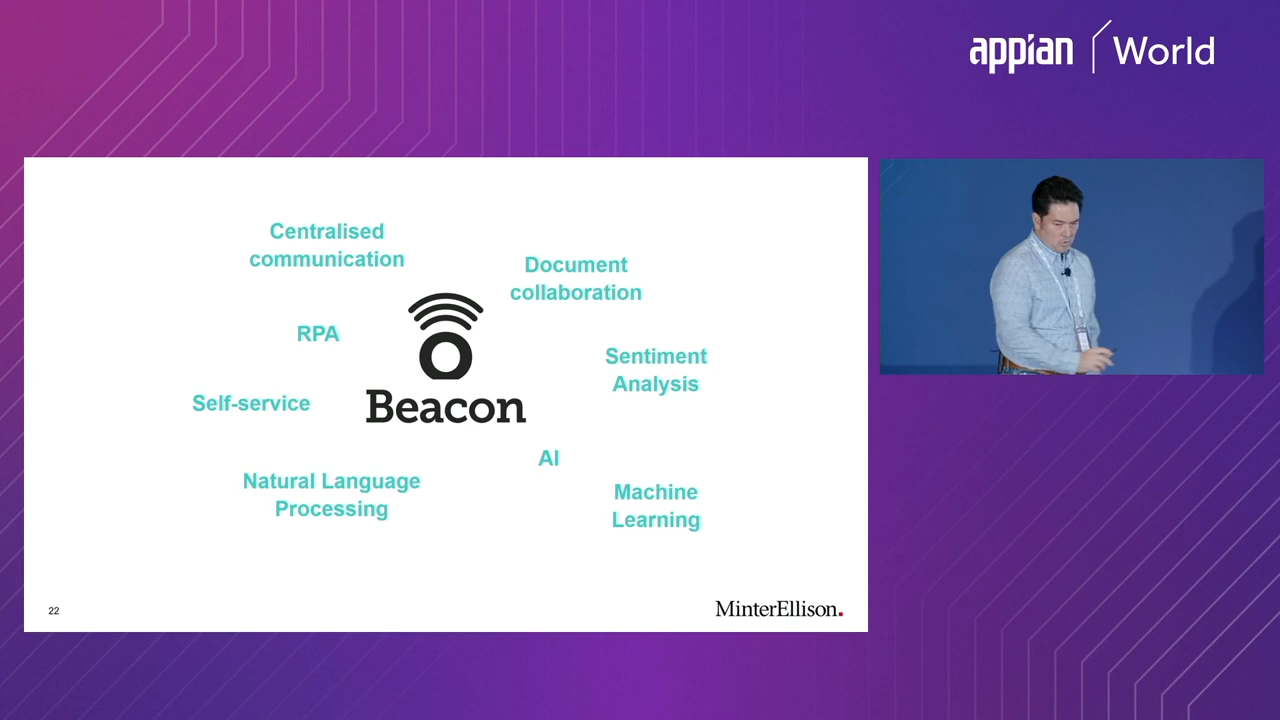 appian World
Centralised
communication
Document
collaboration
RPA
Sentiment
Analysis
Self-service
Beacon
AI
Natural Language
Processing
Machine
Learning
22
MinterEllison.